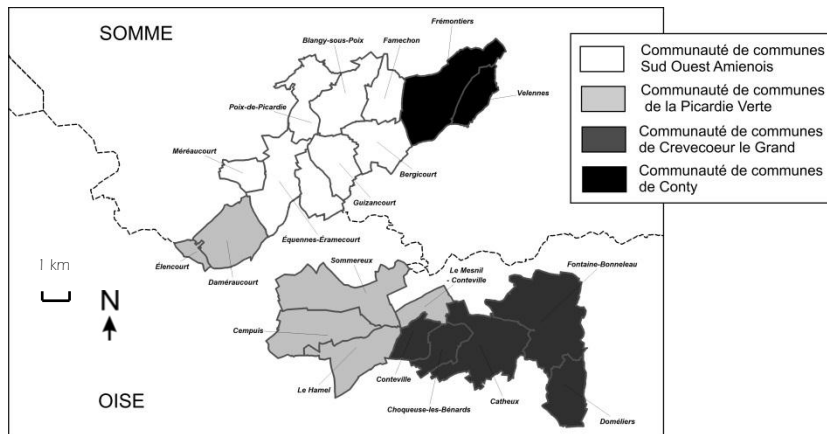 SOMME
Frémontiers
Blangy-sous-Poix
Famechon
Velennes
Poix-de-Picardie
Méréaucourt
Bergicourt
Guizancourt
Équennes-Éramecourt
Élencourt
Daméraucourt
Sommereux
Le Mesnil
- Conteville
Fontaine-Bonneleau
1 km
N
Cempuis
Le Hamel
Conteville
Choqueuse-les-Bénards
Catheux
Doméliers
OISE
Communauté de communes
Sud Ouest Amienois
Communauté de communes
de la Picardie Verte
Communauté de communes
de Crevecoeur le Grand
Communauté de communes
de Conty